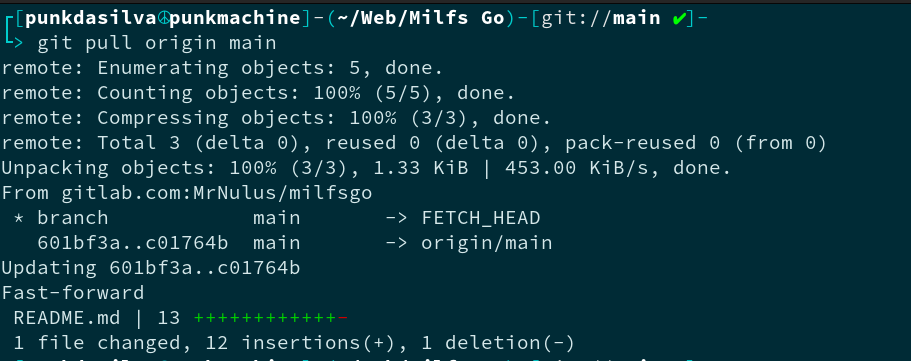 ┌[punkdasilva☮punkmachine]-(~/Web/Milfs Go)-[git://main ✔]-
└> git pull origin main
remote: Enumerating objects: 5, done.
remote: Counting objects: 100% (5/5), done.
remote: Compressing objects: 100% (3/3), done.
remote: Total 3 (delta 0), reused 0 (delta 0), pack-reused 0 (from 0)
Unpacking objects: 100% (3/3), 1.33 KiB | 453.00 KiB/s, done.
From gitlab.com:MrNulus/milfsgo
 * branch            main       -> FETCH_HEAD
   601bf3a..c01764b  main       -> origin/main
Updating 601bf3a..c01764b
Fast-forward
 README.md | 13 ++++++++++++-
 1 file changed, 12 insertions(+), 1 deletion(-)